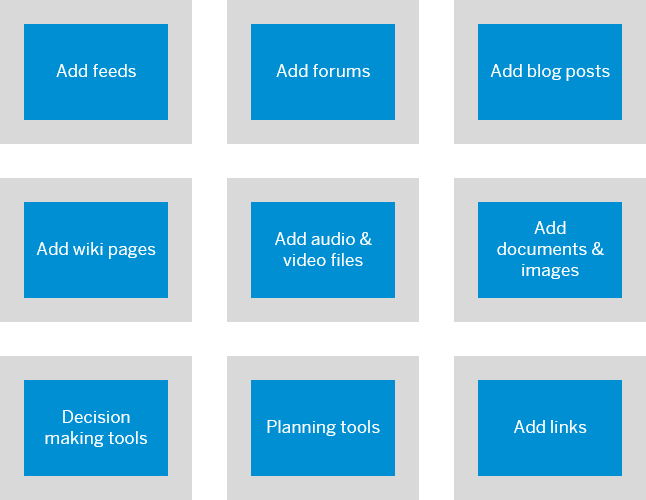 Add feeds
Add forums
Add blog posts
Add wiki pages
Add audio &
video files
Add
documents &
images
Decision
making tools
Planning tools
Add links